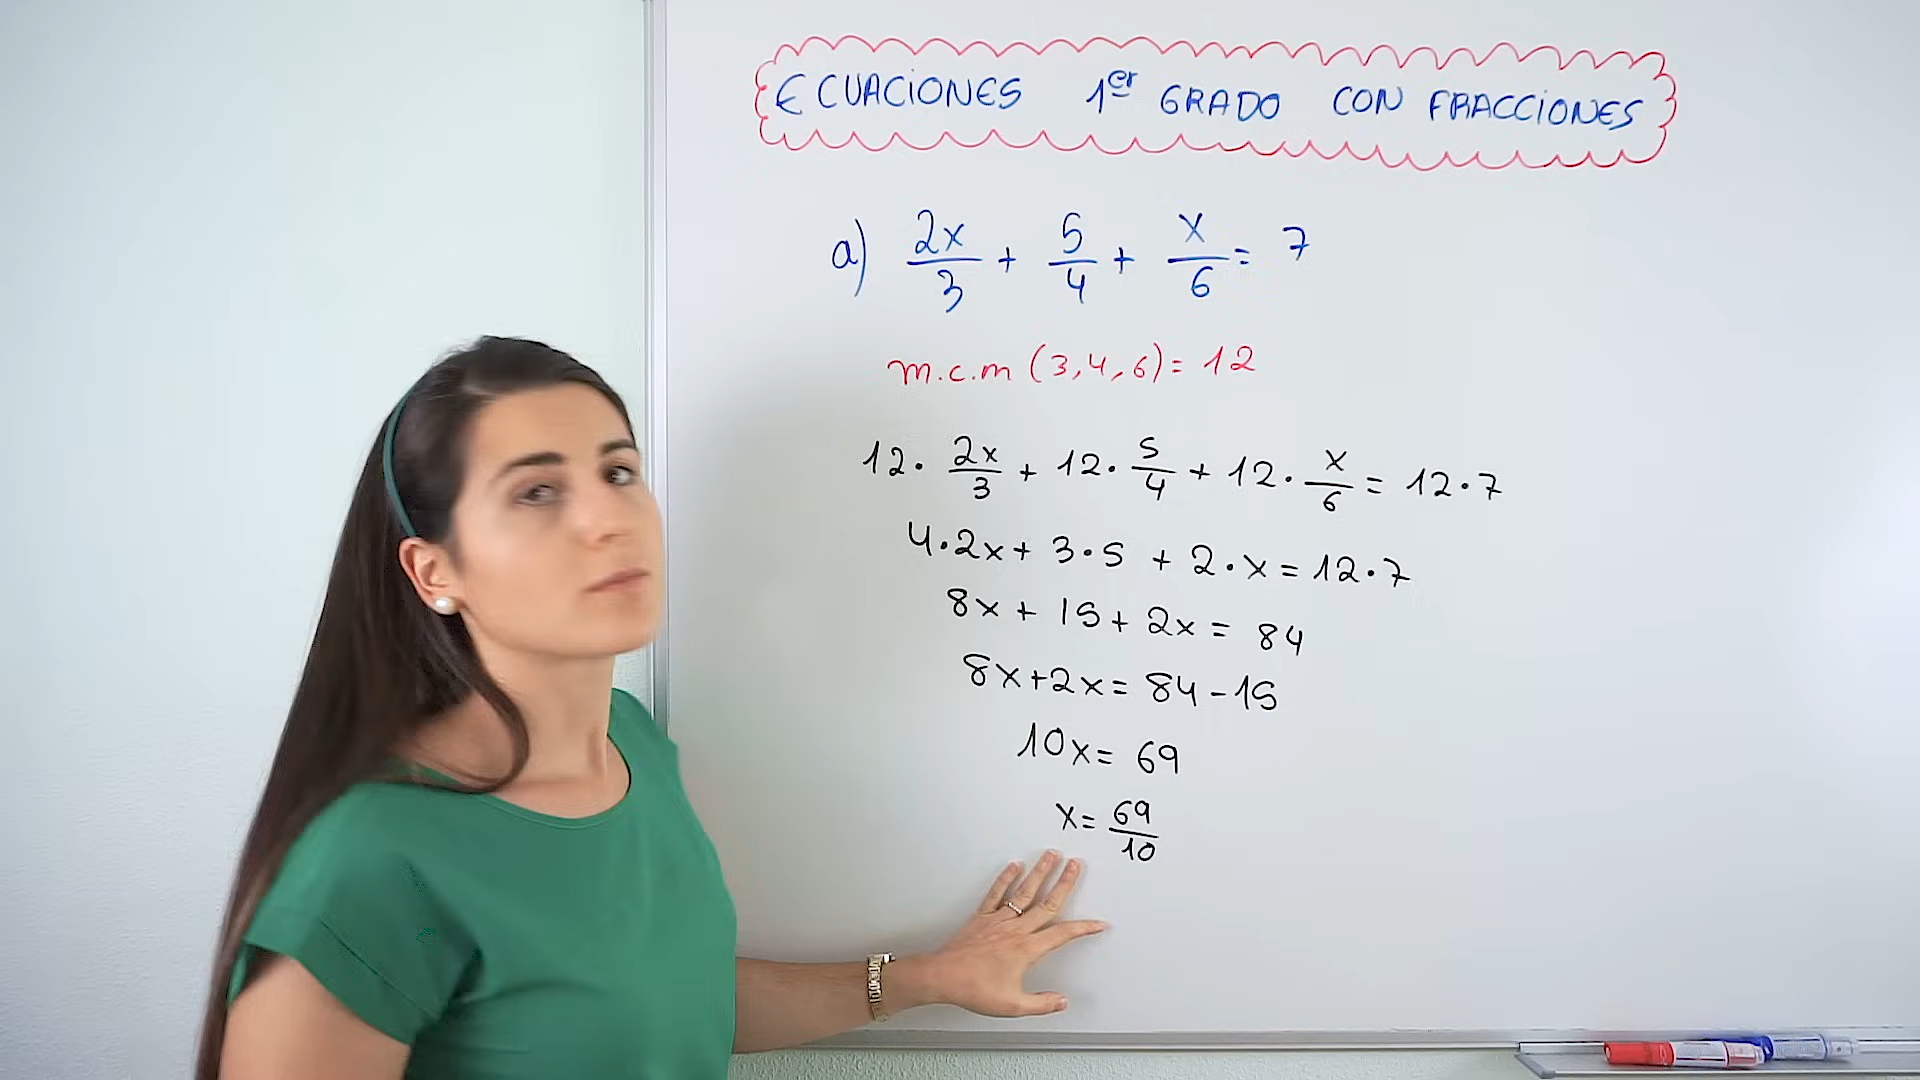 ECUACIONES 1er GRADO CON FRACCIONES
a) 2x/3 + 5/4 + x/6 = 7
m.c.m (3,4,6)= 12
12· 2x/3 + 12· 5/4 + 12· x/6 = 12·7
4·2x + 3·5 + 2·x = 12·7
8x + 15 + 2x = 84
8x+2x = 84-15
10x = 69
x = 69/10